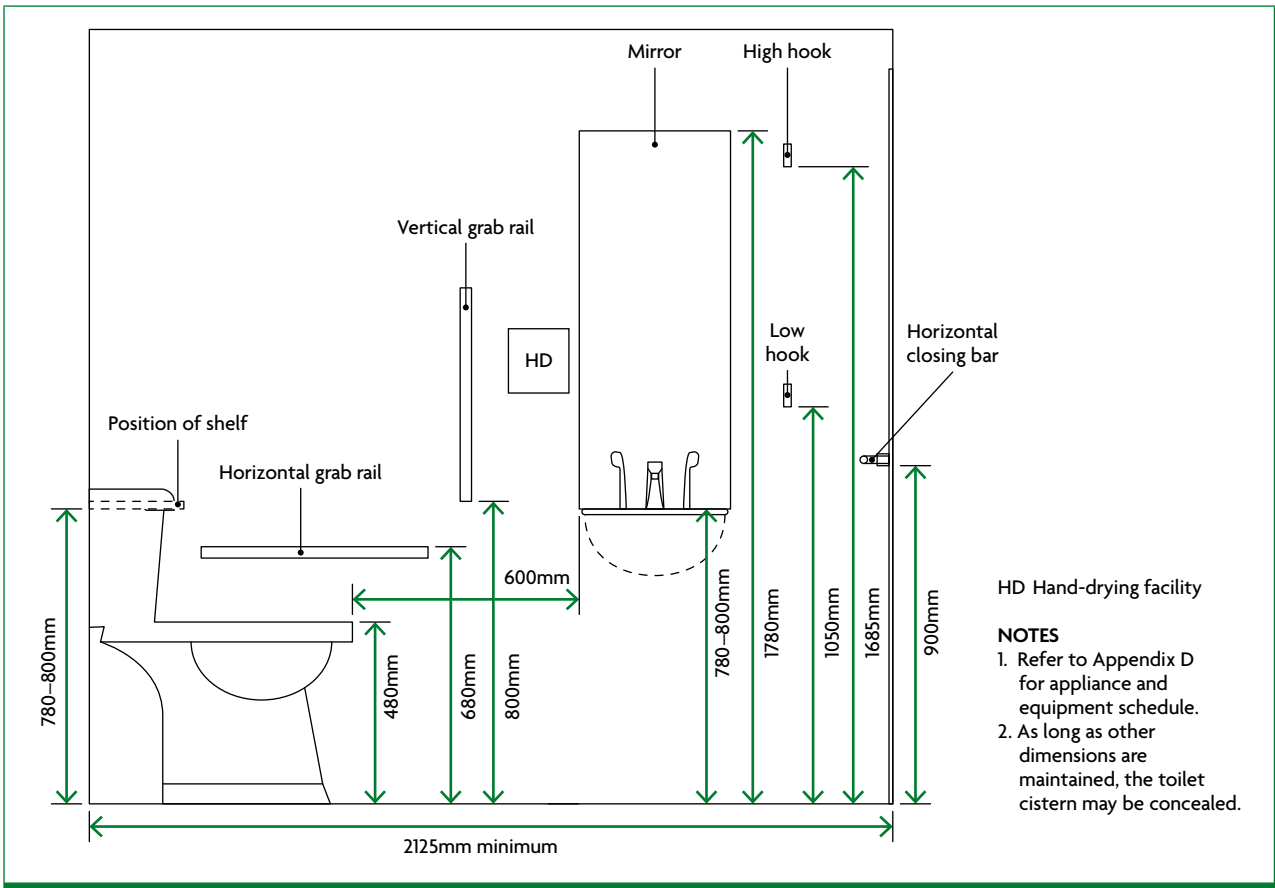 Mirror
High hook
Vertical grab rail
HD
Low
hook
Horizontal
closing bar
Position of shelf
Horizontal grab rail
600mm
780–800mm
480mm
680mm
800mm
780–800mm
1780mm
1050mm
1685mm
900mm
2125mm minimum
HD Hand-drying facility
NOTES
1. Refer to Appendix D
for appliance and
equipment schedule.
2. As long as other
dimensions are
maintained, the toilet
cistern may be concealed.